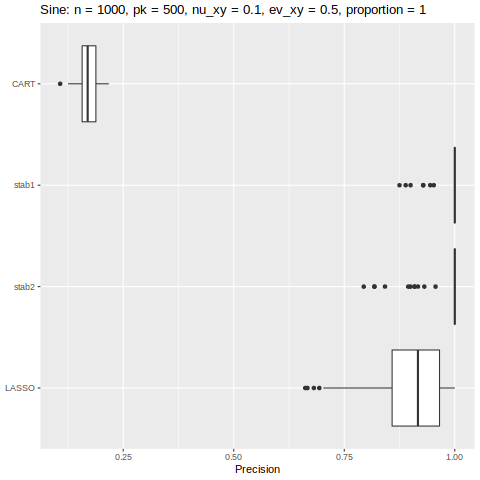 Sine: n = 1000, pk = 500, nu_xy = 0.1, ev_xy = 0.5, proportion = 1
CART
stab1
stab2
LASSO
0.25
0.50
0.75
1.00
Precision